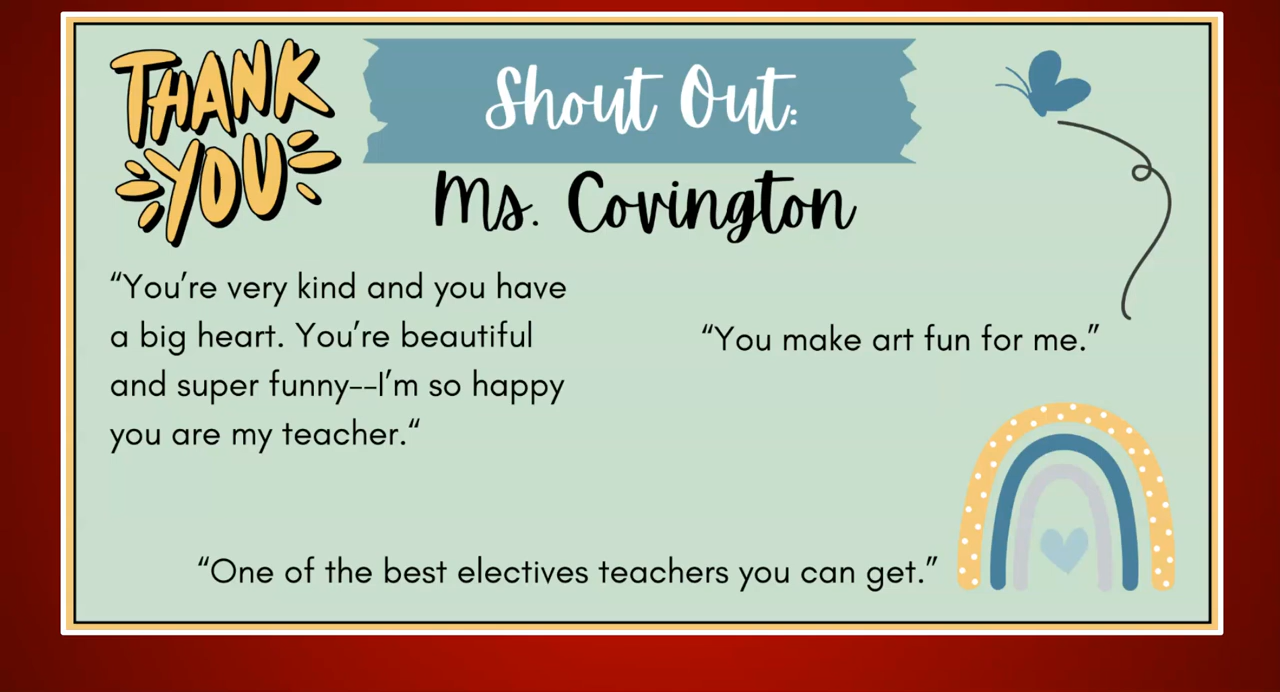 THANK
YOU
Shout Out:
Ms. Covington
“You’re very kind and you have
a big heart. You’re beautiful
and super funny--I’m so happy
you are my teacher.“
“You make art fun for me.”
“One of the best electives teachers you can get.”